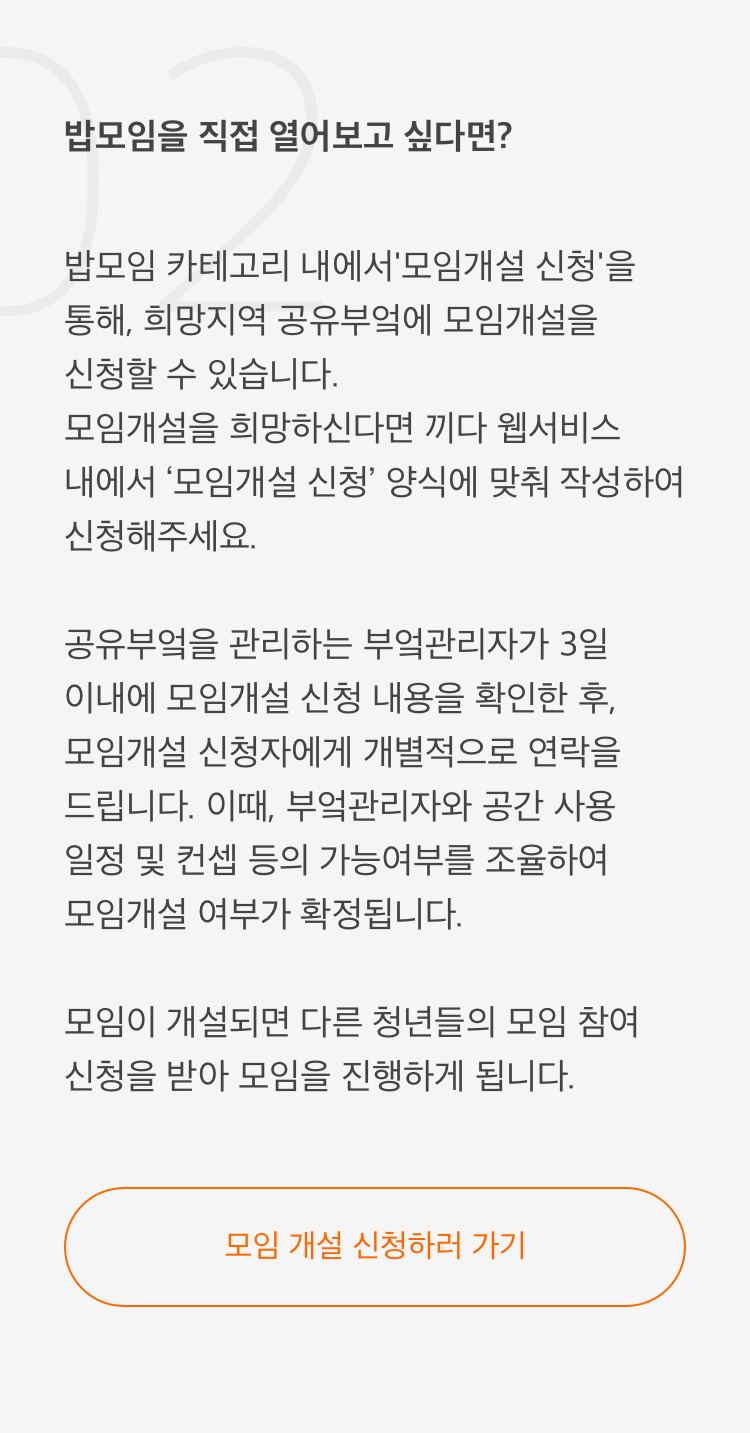 02
밥모임을 직접 열어보고 싶다면?
밥모임 카테고리 내에서'모임개설 신청'을
통해, 희망지역 공유부엌에 모임개설을
신청할 수 있습니다.
모임개설을 희망하신다면 끼다 웹서비스
내에서 ‘모임개설 신청’ 양식에 맞춰 작성하여
신청해주세요.
공유부엌을 관리하는 부엌관리자가 3일
이내에 모임개설 신청 내용을 확인한 후,
모임개설 신청자에게 개별적으로 연락을
드립니다. 이때, 부엌관리자와 공간 사용
일정 및 컨셉 등의 가능여부를 조율하여
모임개설 여부가 확정됩니다.
모임이 개설되면 다른 청년들의 모임 참여
신청을 받아 모임을 진행하게 됩니다.
모임 개설 신청하러 가기